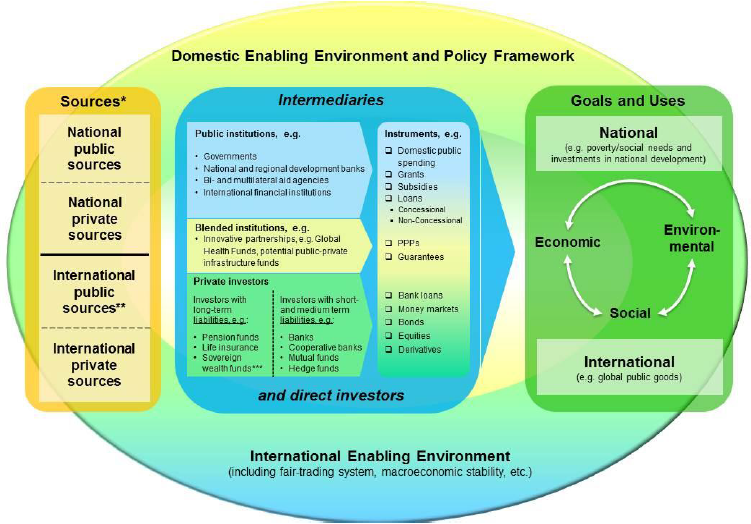 Domestic Enabling Environment and Policy Framework
Sources*
National
public
sources
National
private
sources
International
public
sources**
International
private
sources
Intermediaries
Public institutions, e.g.
• Governments
• National and regional development banks
• Bi- and multilateral aid agencies
• International financial institutions
Blended institutions, e.g.
• Innovative partnerships, e.g. Global
Health Funds, potential public-private
infrastructure funds
Private investors
Investors with
long-term
liabilities, e.g.:
• Pension funds
• Life insurance
• Sovereign
wealth funds***
Investors with short-
and medium term
liabilities, e.g.:
• Banks
• Cooperative banks
• Mutual funds
• Hedge funds
Instruments, e.g.
❑ Domestic public
spending
❑ Grants
❑ Subsidies
❑ Loans
▪ Concessional
▪ Non-Concessional
❑ PPPs
❑ Guarantees
❑ Bank loans
❑ Money markets
❑ Bonds
❑ Equities
❑ Derivatives
and direct investors
Goals and Uses
National
(e.g. poverty/social needs and
investments in national development)
Economic
Environ-
mental
Social
International
(e.g. global public goods)
International Enabling Environment
(including fair-trading system, macroeconomic stability, etc.)